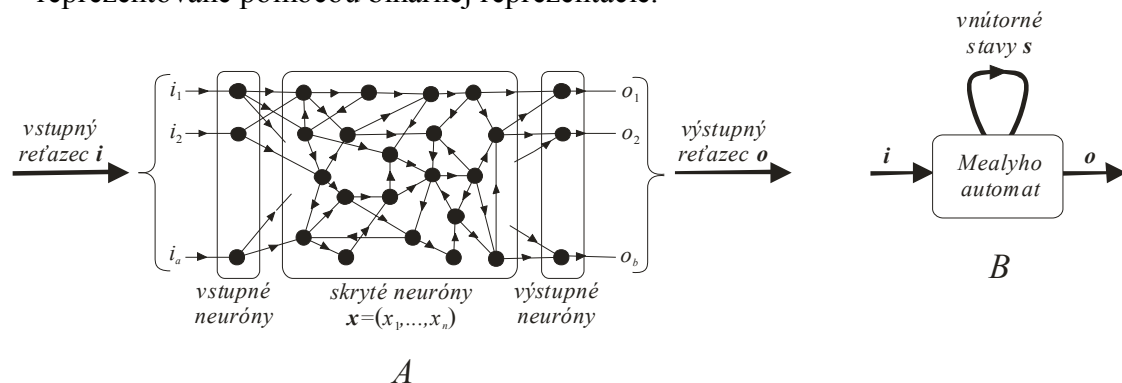 reprezentované pomocou binárnej reprezentácie.
vstupný
reťazec i
i₁
i₂
iₐ
vstupné
neuróny
skryté neuróny
x=(x₁,...,xₙ)
výstupné
neuróny
o₁
o₂
o_b
výstupný
reťazec o
A
vnútorné
stavy s
i
Mealyho
automat
o
B